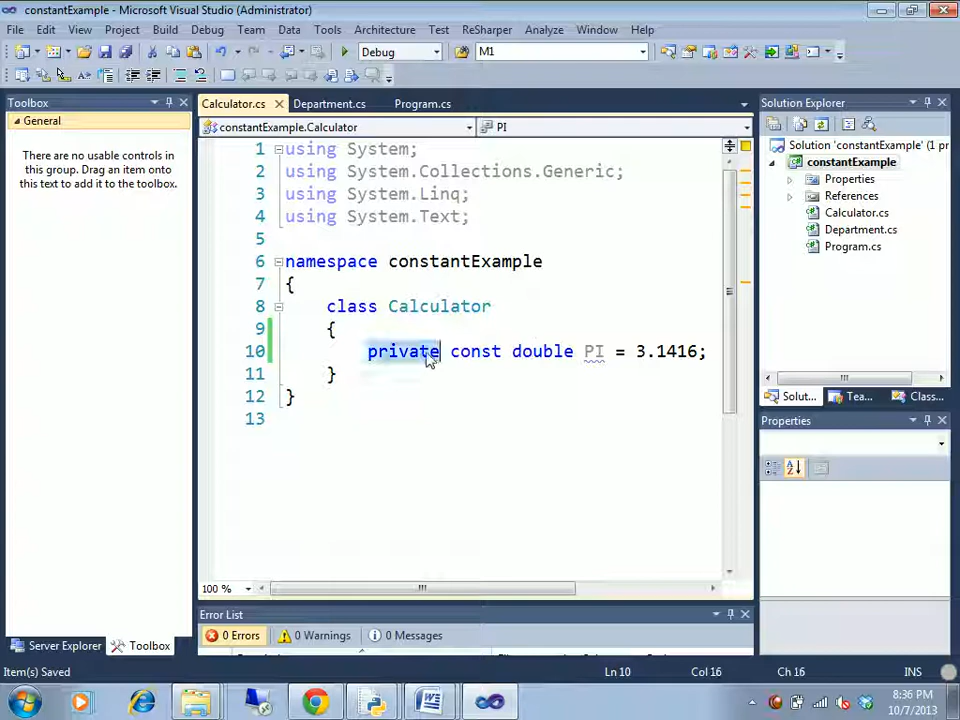 constantExample - Microsoft Visual Studio (Administrator)
File Edit View Project Build Debug Team Data Tools Architecture Test ReSharper Analyze Window Help
Debug M1
Toolbox
General
There are no usable controls in
this group. Drag an item onto
this text to add it to the toolbox.
Server Explorer Toolbox
Calculator.cs Department.cs Program.cs
constantExample.Calculator PI
1 using System;
2 using System.Collections.Generic;
3 using System.Linq;
4 using System.Text;
5
6 namespace constantExample
7 {
8 class Calculator
9 {
10 private const double PI = 3.1416;
11 }
12 }
13
100 %
Error List
0 Errors 0 Warnings 0 Messages
Solution Explorer
Solution 'constantExample' (1 pr
constantExample
Properties
References
Calculator.cs
Department.cs
Program.cs
Solut... Tea... Class...
Properties
Item(s) Saved Ln 10 Col 16 Ch 16 INS
8:36 PM
10/7/2013